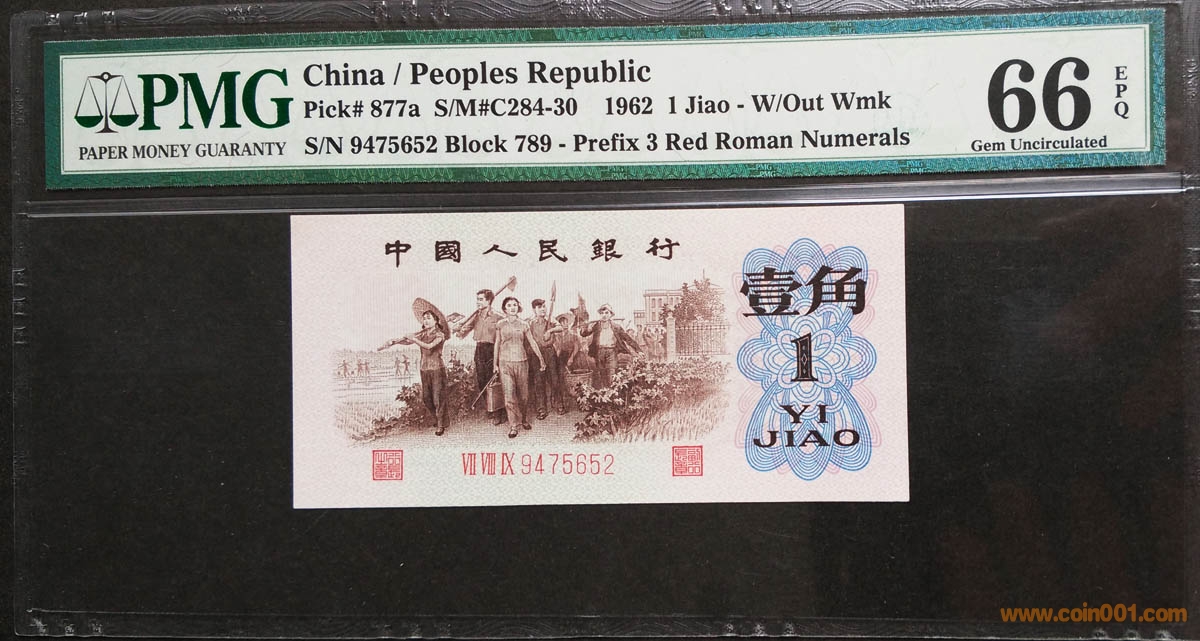 PMG
PAPER MONEY GUARANTY
China / Peoples Republic
Pick# 877a S/M#C284-30 1962 1 Jiao - W/Out Wmk
S/N 9475652 Block 789 - Prefix 3 Red Roman Numerals
66
EPQ
Gem Uncirculated
中國人民銀行
壹角
1
YI
JIAO
VII VIII IX 9475652
www.coin001.com